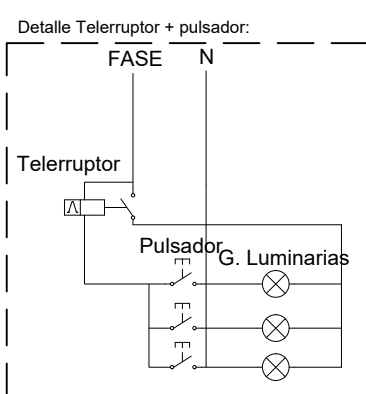 Detalle Telerruptor + pulsador:
FASE N
Telerruptor
Pulsador
G. Luminarias